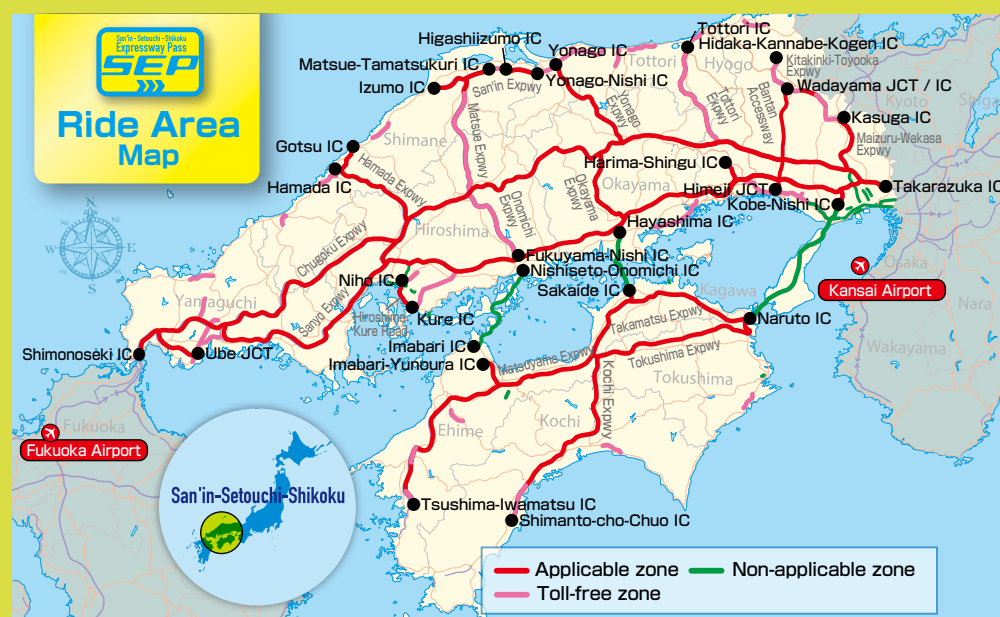 San'in-Setouchi-Shikoku
Expressway Pass
SEP
Ride Area
Map
Tottori IC
Hidaka-Kannabe-Kogen IC
Higashiizumo IC
Yonago IC
Tottori
Hyogo
Kitakinki-Toyooka
Expwy
Matsue-Tamatsukuri IC
Yonago-Nishi IC
Izumo IC
San'in Expwy
Wadayama JCT / IC
Kyoto
Shiga
Yonago
Expwy
Tottori
Expwy
Bantan
Accessway
Kasuga IC
Maizuru-Wakasa
Expwy
Matsue Expwy
Shimane
Gotsu IC
Harima-Shingu IC
Hamada Expwy
Okayama
Expwy
Okayama
Hamada IC
Himeji JCT
Takarazuka IC
Kobe-Nishi IC
Onomichi
Expwy
Hiroshima
Hayashima IC
NE
N
NW
W
E
SW
S
SE
Chugoku Expwy
Fukuyama-Nishi IC
Nishiseto-Onomichi IC
Osaka
Niho IC
Sakaide IC
Kagawa
Kansai Airport
Yamaguchi
Sanyo Expwy
Hiroshima-
Kure Road
Kure IC
Takamatsu Expwy
Naruto IC
Nara
Imabari IC
Wakayama
Shimonoseki IC
Ube JCT
Imabari-Yunoura IC
Matsuyama Expwy
Tokushima Expwy
Kochi Expwy
Tokushima
Fukuoka
Ehime
Kochi
Fukuoka Airport
San'in-Setouchi-Shikoku
Tsushima-Iwamatsu IC
Shimanto-cho-Chuo IC
Applicable zone
Non-applicable zone
Toll-free zone